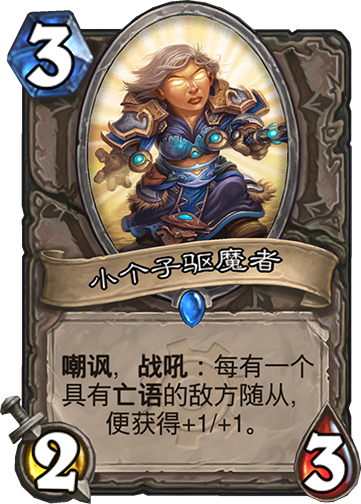 3
小个子驱魔者
嘲讽，战吼：每有一个
具有亡语的敌方随从，
便获得+1/+1。
2
3